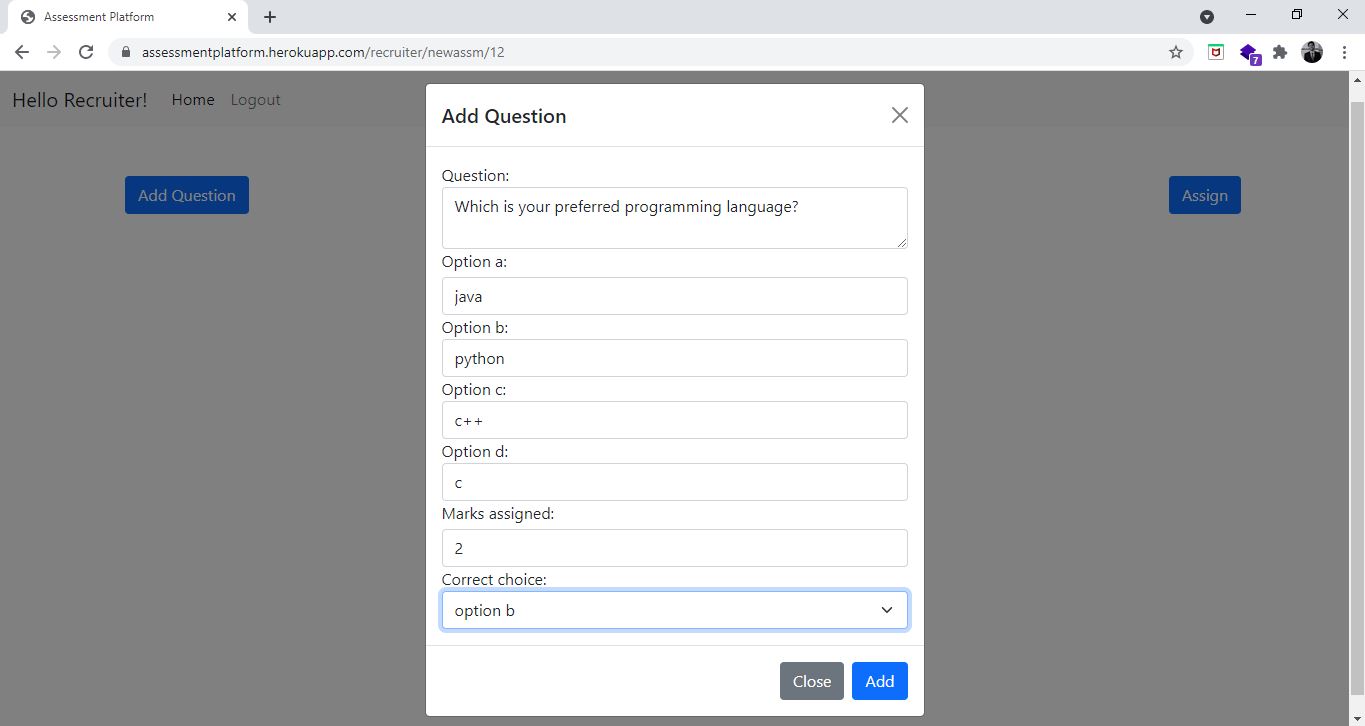 Assessment Platform
assessmentplatform.herokuapp.com/recruiter/newassm/12
7
Hello Recruiter! Home Logout
Add Question
Assign
Add Question
Question:
Which is your preferred programming language?
Option a:
java
Option b:
python
Option c:
c++
Option d:
c
Marks assigned:
2
Correct choice:
option b
Close Add